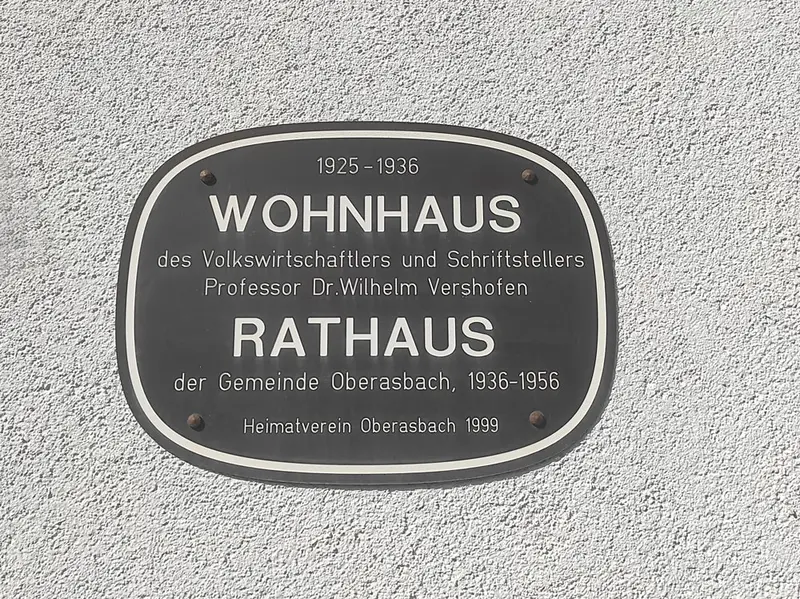 1925-1936
WOHNHAUS
des Volkswirtschaftlers und Schriftstellers
Professor Dr.Wilhelm Vershofen
RATHAUS
der Gemeinde Oberasbach, 1936-1956
Heimatverein Oberasbach 1999